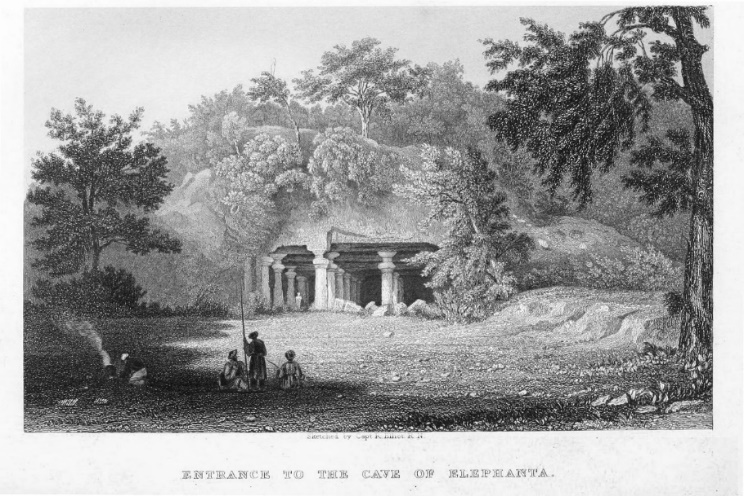 Sketched by Capt R. Elliot R. N.
ENTRANCE TO THE CAVE OF ELEPHANTA.